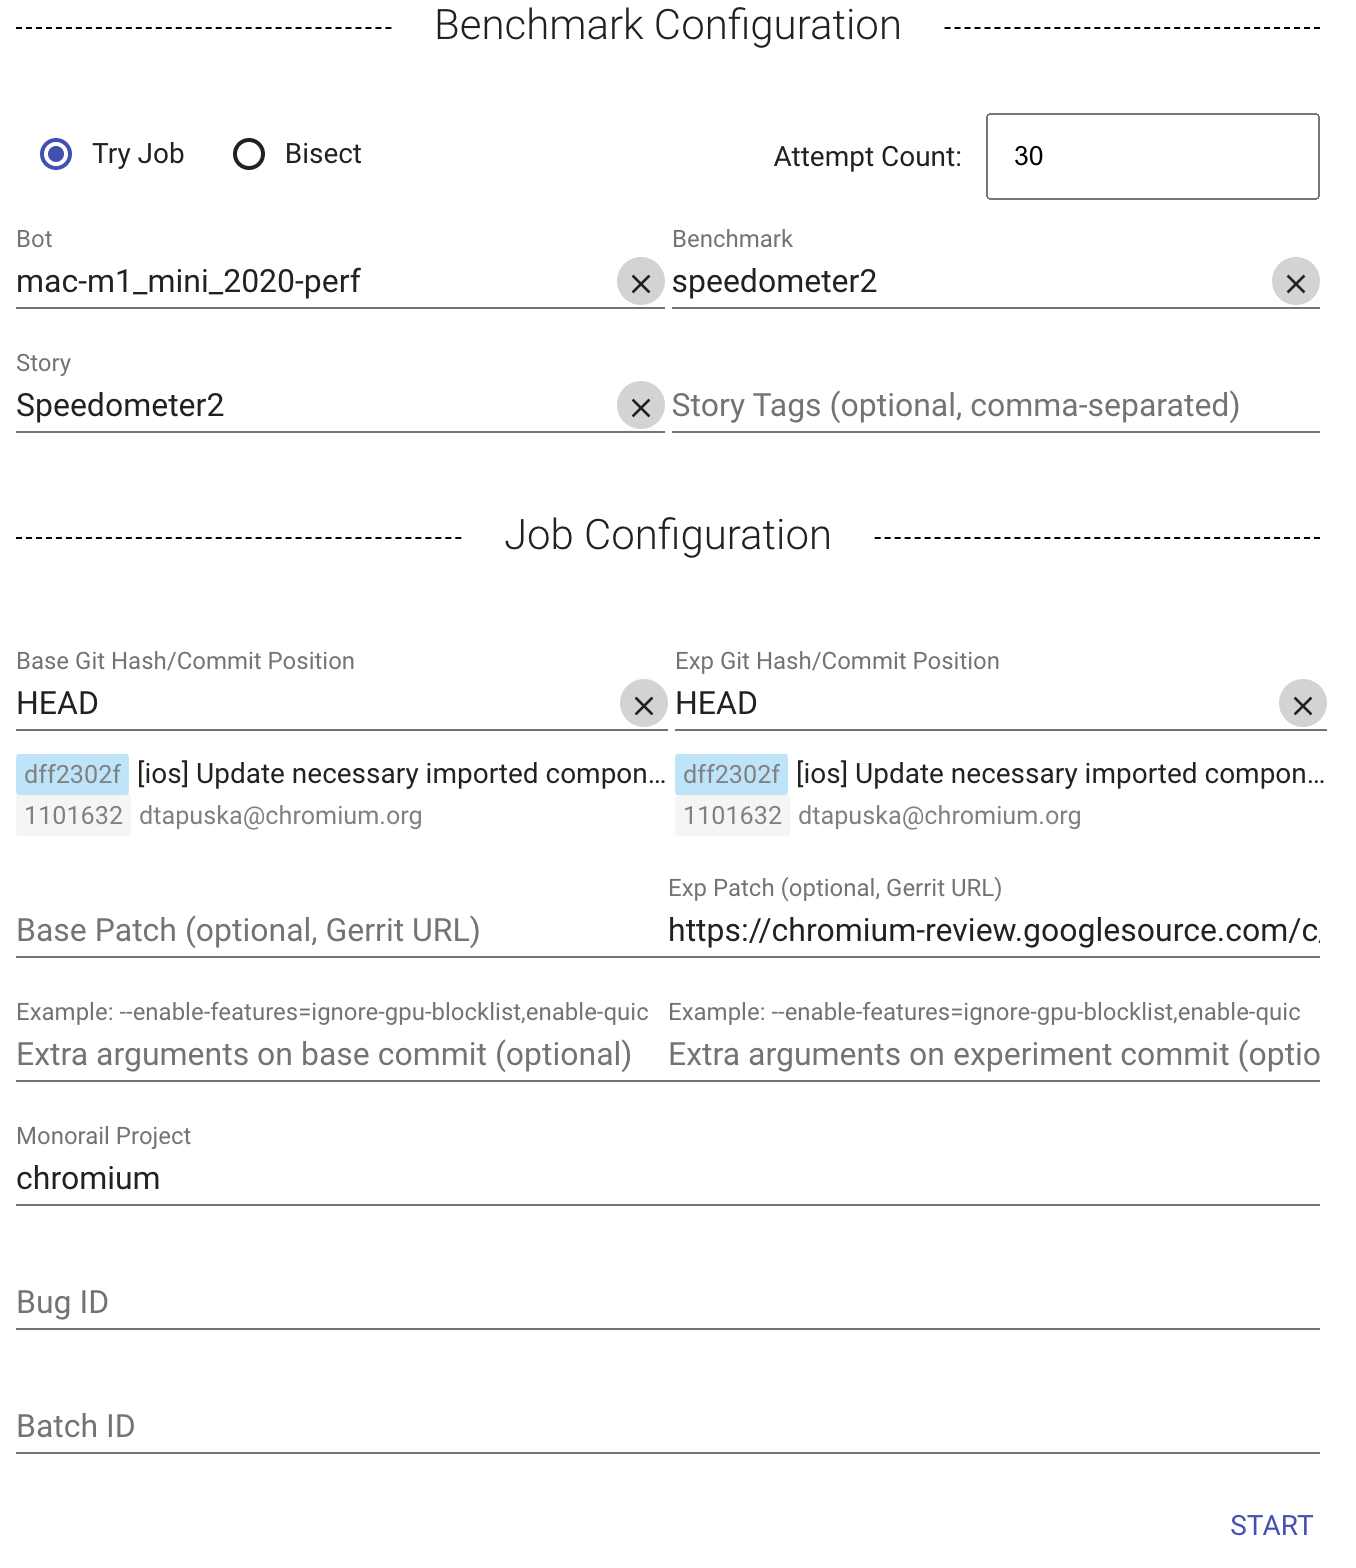 Benchmark Configuration
Try Job Bisect Attempt Count: 30
Bot Benchmark
mac-m1_mini_2020-perf speedometer2
Story
Speedometer2 Story Tags (optional, comma-separated)
Job Configuration
Base Git Hash/Commit Position Exp Git Hash/Commit Position
HEAD HEAD
dff2302f [ios] Update necessary imported compon... dff2302f [ios] Update necessary imported compon...
1101632 dtapuska@chromium.org 1101632 dtapuska@chromium.org
Exp Patch (optional, Gerrit URL)
Base Patch (optional, Gerrit URL) https://chromium-review.googlesource.com/c/
Example: --enable-features=ignore-gpu-blocklist,enable-quic Example: --enable-features=ignore-gpu-blocklist,enable-quic
Extra arguments on base commit (optional) Extra arguments on experiment commit (optio
Monorail Project
chromium
Bug ID
Batch ID
START